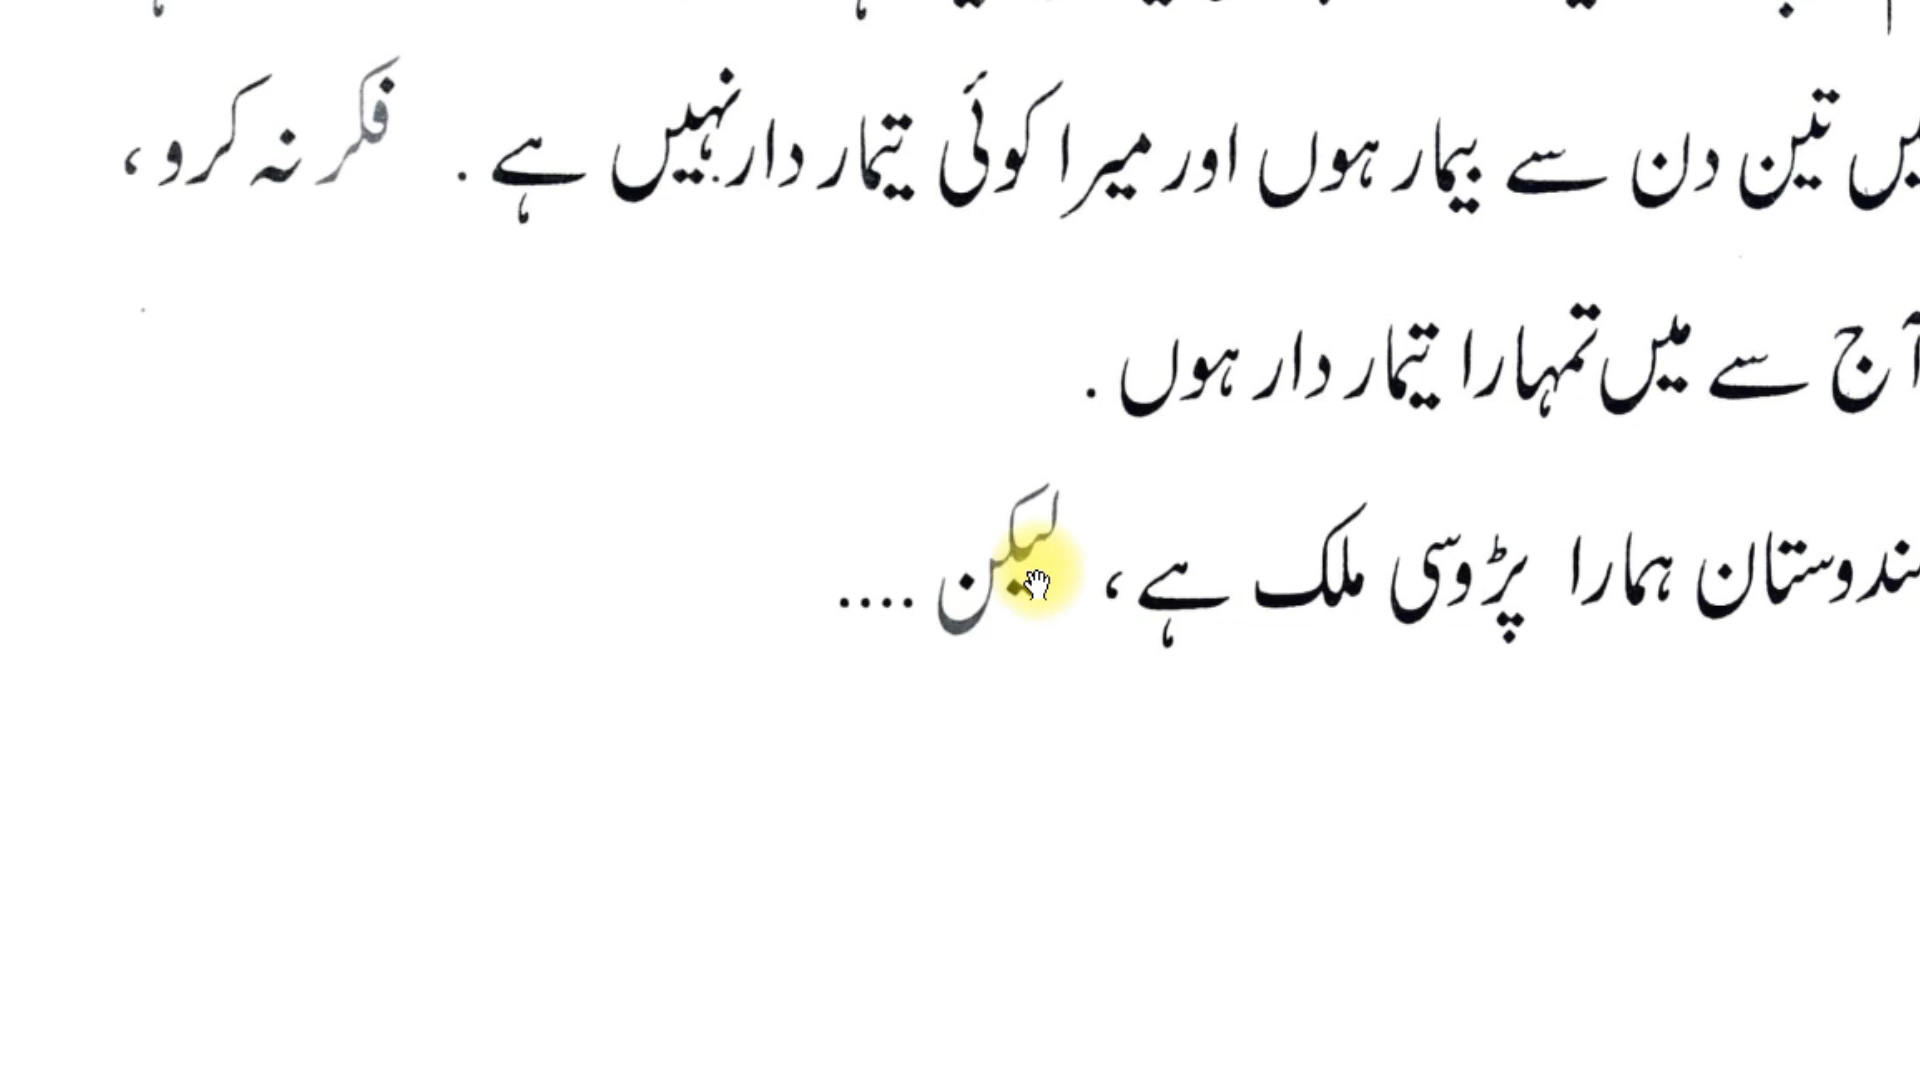 میں تین دن سے بیمار ہوں اور میرا کوئی تیمار دار نہیں ہے . فکر نہ کرو ،
آج سے میں تمہارا تیمار دار ہوں .
ہندوستان ہمارا پڑوسی ملک ہے ، لیکن ....